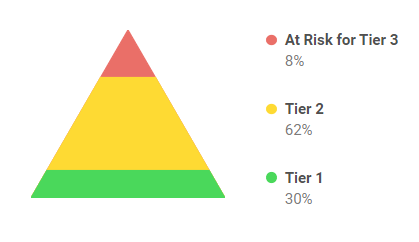 At Risk for Tier 3
8%
Tier 2
62%
Tier 1
30%